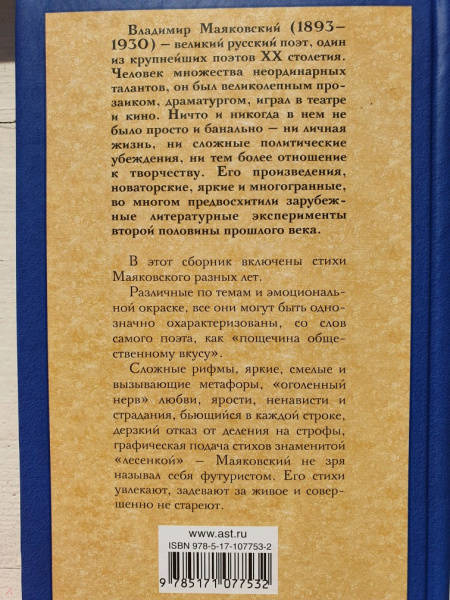 Владимир Маяковский (1893–
1930) – великий русский поэт, один
из крупнейших поэтов XX столетия.
Человек множества неординарных
талантов, он был великолепным про-
заиком, драматургом, играл в театре
и кино. Ничто и никогда в нем не
было просто и банально – ни личная
жизнь, ни сложные политические
убеждения, ни тем более отношение
к творчеству. Его произведения,
новаторские, яркие и многогранные,
во многом предвосхитили зарубеж-
ные литературные эксперименты
второй половины прошлого века.
В этот сборник включены стихи
Маяковского разных лет.
Различные по темам и эмоциональ-
ной окраске, все они могут быть одно-
значно охарактеризованы, со слов
самого поэта, как «пощечина обще-
ственному вкусу».
Сложные рифмы, яркие, смелые и
вызывающие метафоры, «оголенный
нерв» любви, ярости, ненависти и
страдания, бьющийся в каждой строке,
дерзкий отказ от деления на строфы,
графическая подача стихов знаменитой
«лесенкой» – Маяковский не зря
называл себя футуристом. Его стихи
увлекают, задевают за живое и совер-
шенно не стареют.
www.ast.ru
ISBN 978-5-17-107753-2
9 785171 077532